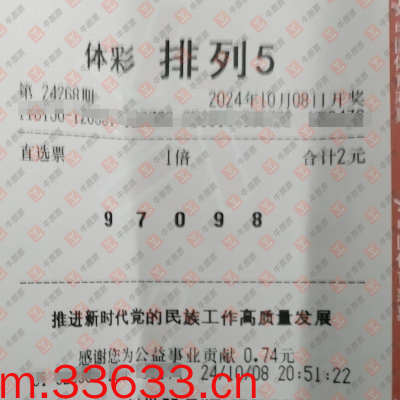 体彩 排列5
第 24268期 2024年10月08日开奖
直选票 1倍 合计2元
9 7 0 9 8
推进新时代党的民族工作高质量发展
感谢您为公益事业贡献 0.74元
24/10/08 20:51:22
m.33633.cn